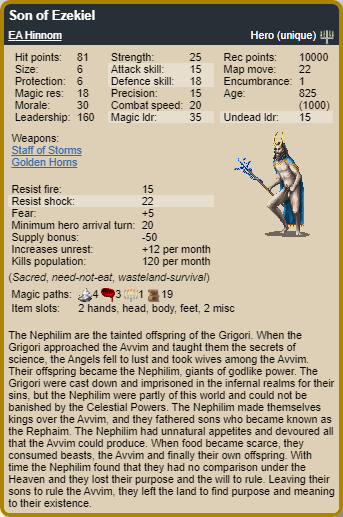 Son of Ezekiel
EA Hinnom Hero (unique)
Hit points: 81 Strength: 25 Rec points: 10000
Size: 6 Attack skill: 15 Map move: 22
Protection: 6 Defence skill: 18 Encumbrance: 1
Magic res: 18 Precision: 15 Age: 825
Morale: 30 Combat speed: 20 (1000)
Leadership: 160 Magic ldr: 35 Undead ldr: 15
Weapons:
Staff of Storms
Golden Horns
Resist fire: 15
Resist shock: 22
Fear: +5
Minimum hero arrival turn: 20
Supply bonus: -50
Increases unrest: +12 per month
Kills population: 120 per month
(Sacred, need-not-eat, wasteland-survival)
Magic paths: 4 3 1 19
Item slots: 2 hands, head, body, feet, 2 misc
The Nephilim are the tainted offspring of the Grigori. When the
Grigori approached the Avvim and taught them the secrets of
science, the Angels fell to lust and took wives among the Avvim.
Their offspring became the Nephilim, giants of godlike power. The
Grigori were cast down and imprisoned in the infernal realms for their
sins, but the Nephilim were partly of this world and could not be
banished by the Celestial Powers. The Nephilim made themselves
kings over the Avvim, and they fathered sons who became known as
the Rephaim. The Nephilim had unnatural appetites and devoured all
that the Avvim could produce. When food became scarce, they
consumed beasts, the Avvim and finally their own offspring. With
time the Nephilim found that they had no comparison under the
Heaven and they lost their purpose and the will to rule. Leaving their
sons to rule the Avvim, they left the land to find purpose and meaning
to their existence.